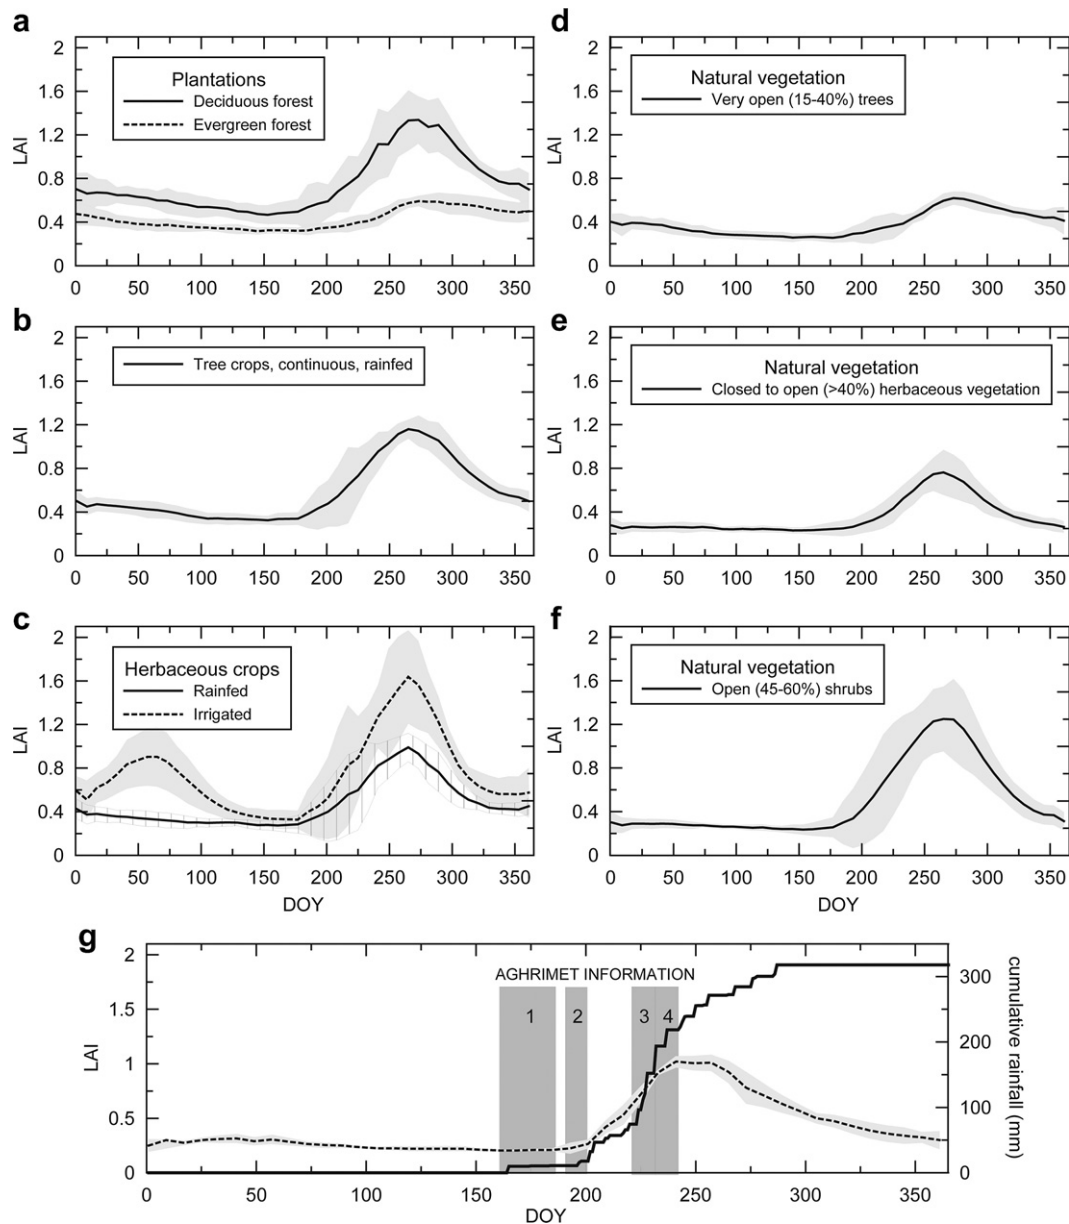 a
2
1.6
1.2
0.8
0.4
0
LAI
Plantations
Deciduous forest
Evergreen forest
0 50 100 150 200 250 300 350
b
2
1.6
1.2
0.8
0.4
0
LAI
Tree crops, continuous, rainfed
0 50 100 150 200 250 300 350
c
2
1.6
1.2
0.8
0.4
0
LAI
Herbaceous crops
Rainfed
Irrigated
0 50 100 150 200 250 300 350
DOY
d
2
1.6
1.2
0.8
0.4
0
LAI
Natural vegetation
Very open (15-40%) trees
0 50 100 150 200 250 300 350
e
2
1.6
1.2
0.8
0.4
0
LAI
Natural vegetation
Closed to open (>40%) herbaceous vegetation
0 50 100 150 200 250 300 350
f
2
1.6
1.2
0.8
0.4
0
LAI
Natural vegetation
Open (45-60%) shrubs
0 50 100 150 200 250 300 350
DOY
g
2
1.5
1
0.5
0
LAI
AGHRIMET INFORMATION
1 2 3 4
300
200
100
0
cumulative rainfall (mm)
0 50 100 150 200 250 300 350
DOY